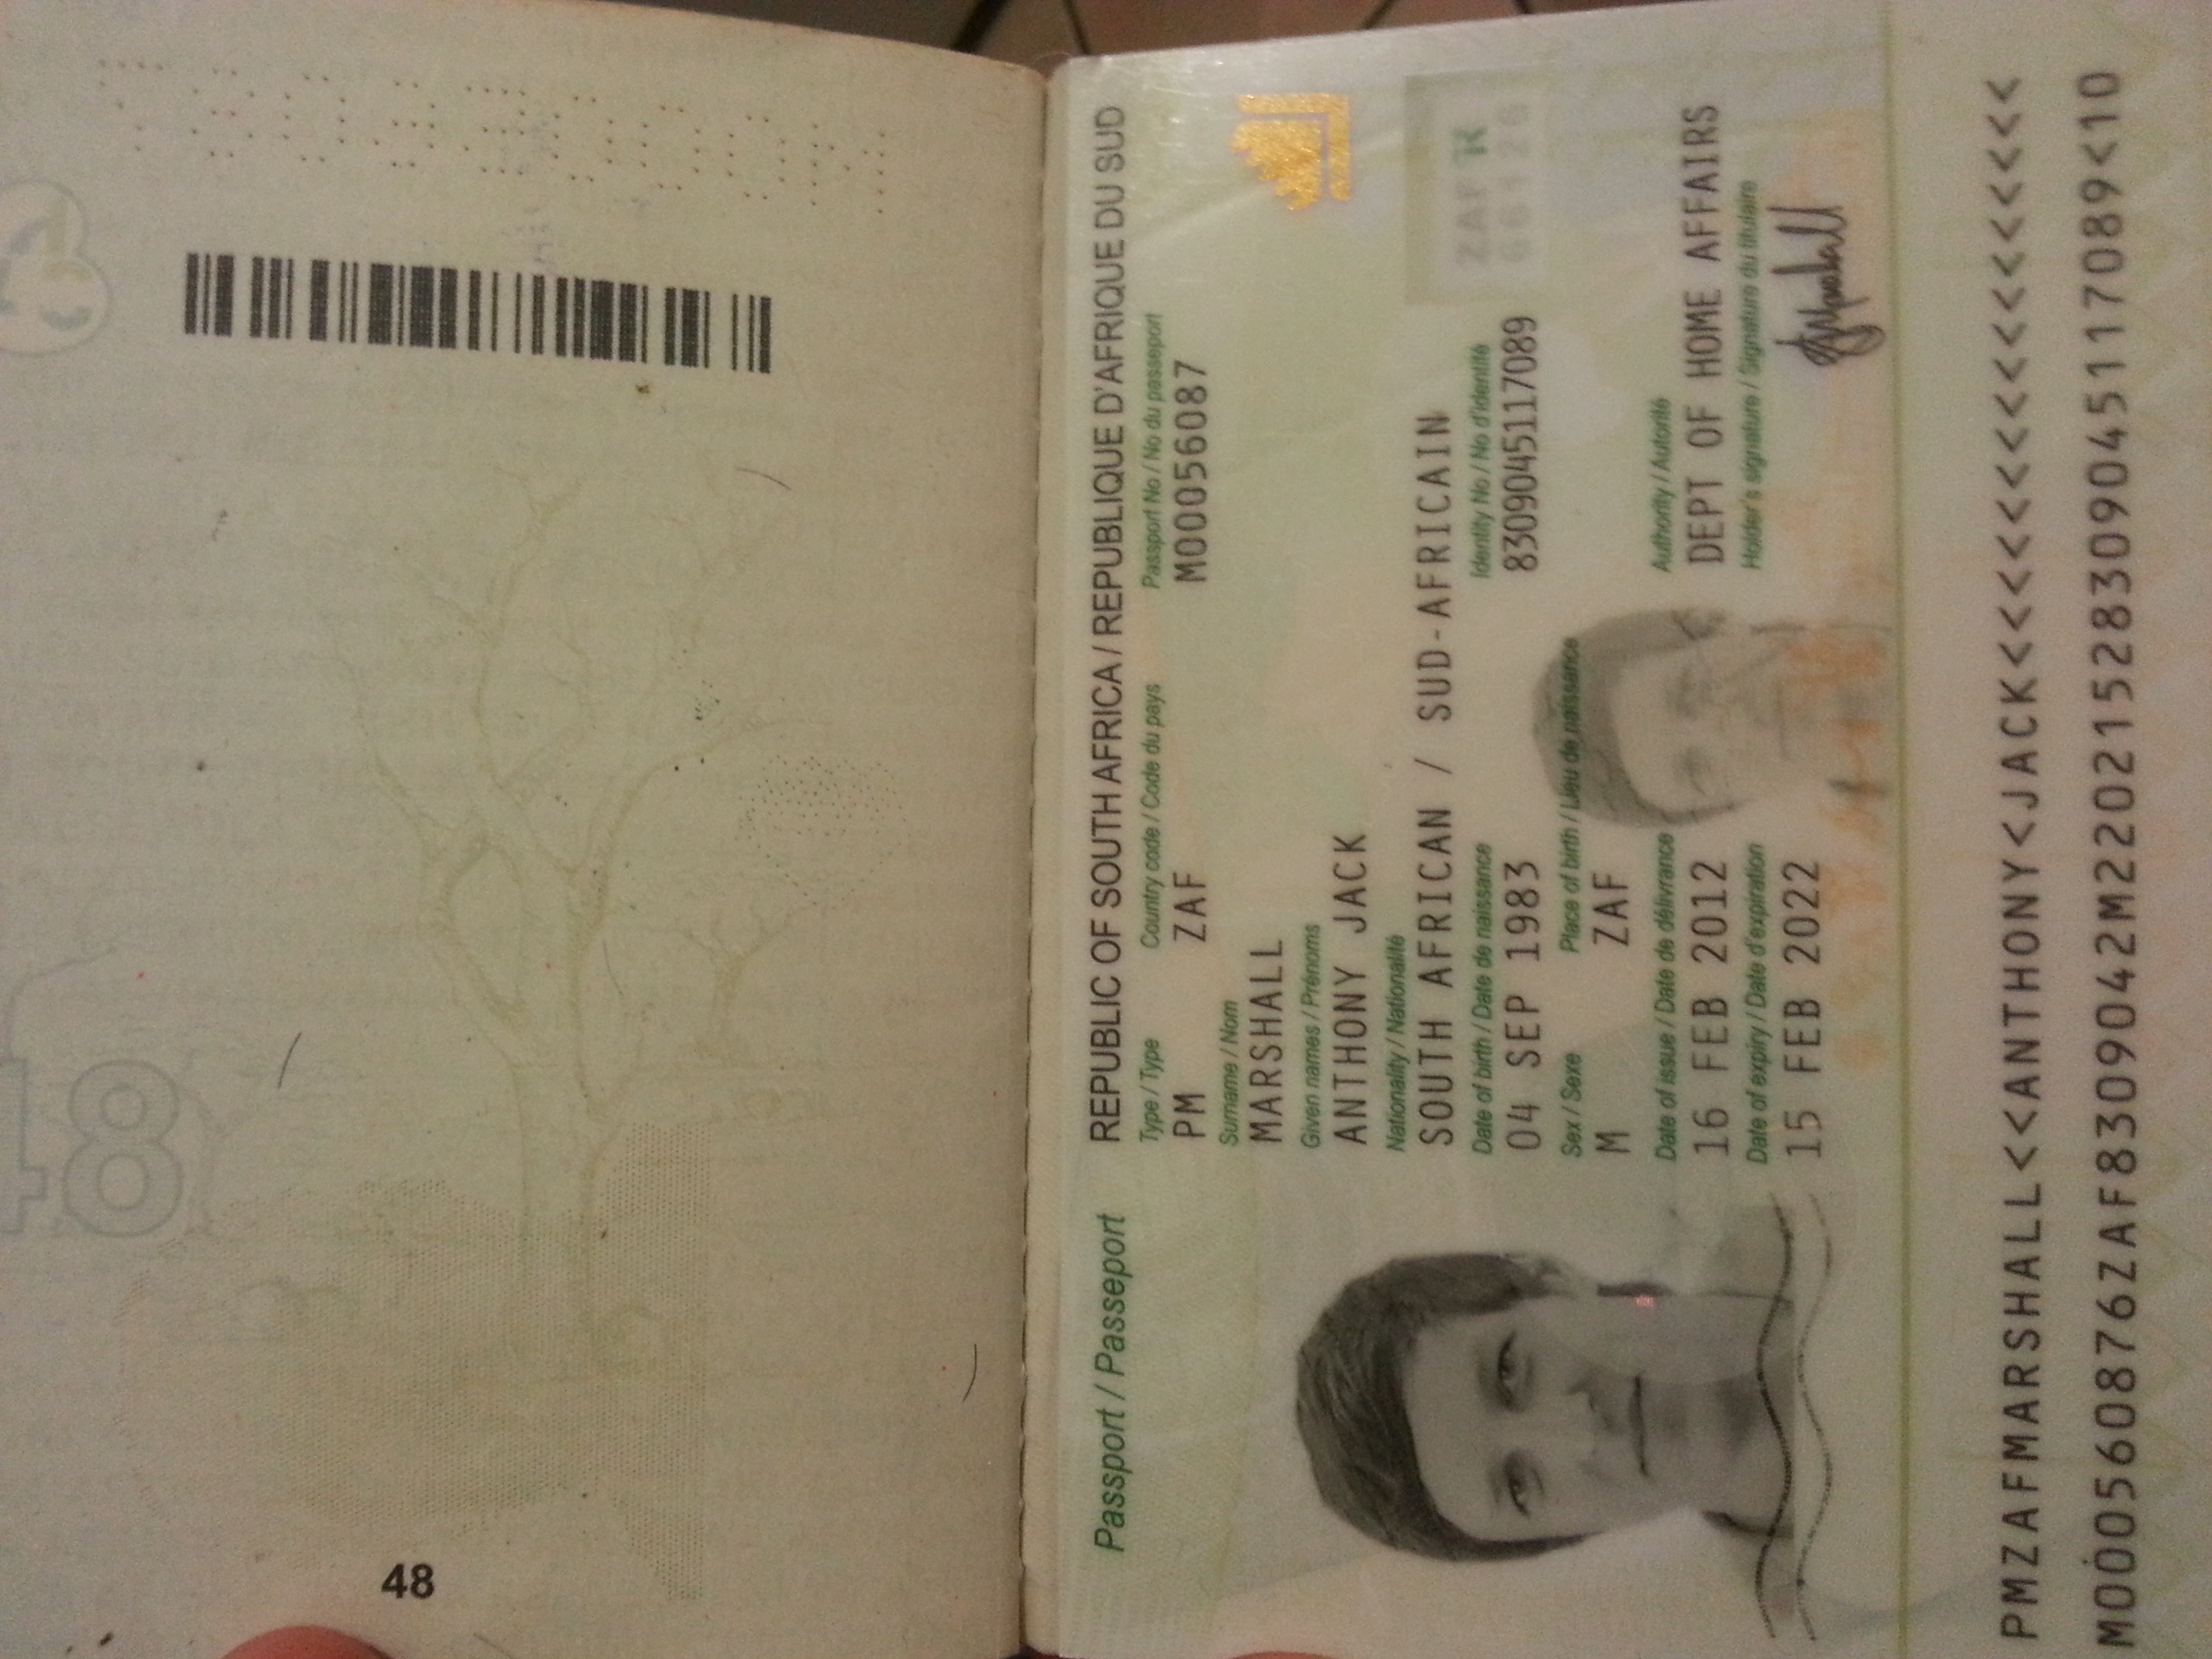 48
Passport / Passeport
REPUBLIC OF SOUTH AFRICA / REPUBLIQUE D'AFRIQUE DU SUD
Type / Type Country code / Code du pays Passport No / No du passeport
PM ZAF M00056087
Surname / Nom
MARSHALL
Given names / Prénoms
ANTHONY JACK
Nationality / Nationalité
SOUTH AFRICAN / SUD-AFRICAIN
Date of birth / Date de naissance Identity No / No d'identité
04 SEP 1983 8309045117089
Sex / Sexe Place of birth / Lieu de naissance
M ZAF
Date of issue / Date de délivrance Authority / Autorité
16 FEB 2012 DEPT OF HOME AFFAIRS
Date of expiry / Date d'expiration Holder's signature / Signature du titulaire
15 FEB 2022
AJMarshall
PMZAFMARSHALL<<ANTHONY<JACK<<<<<<<<<<<<<<<<<
M000560876ZAF8309042M22021528309045117089<10